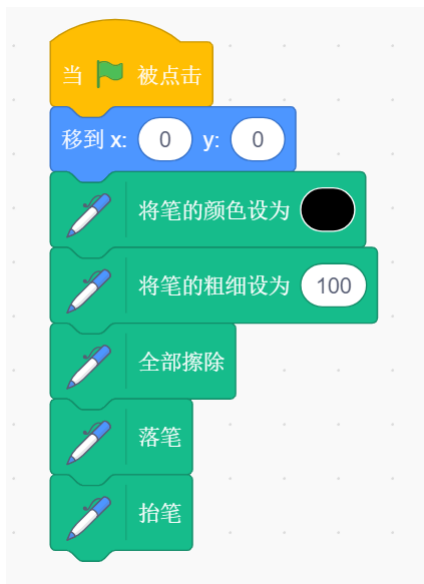 当 被点击
移到 x: 0 y: 0
将笔的颜色设为
将笔的粗细设为 100
全部擦除
落笔
抬笔